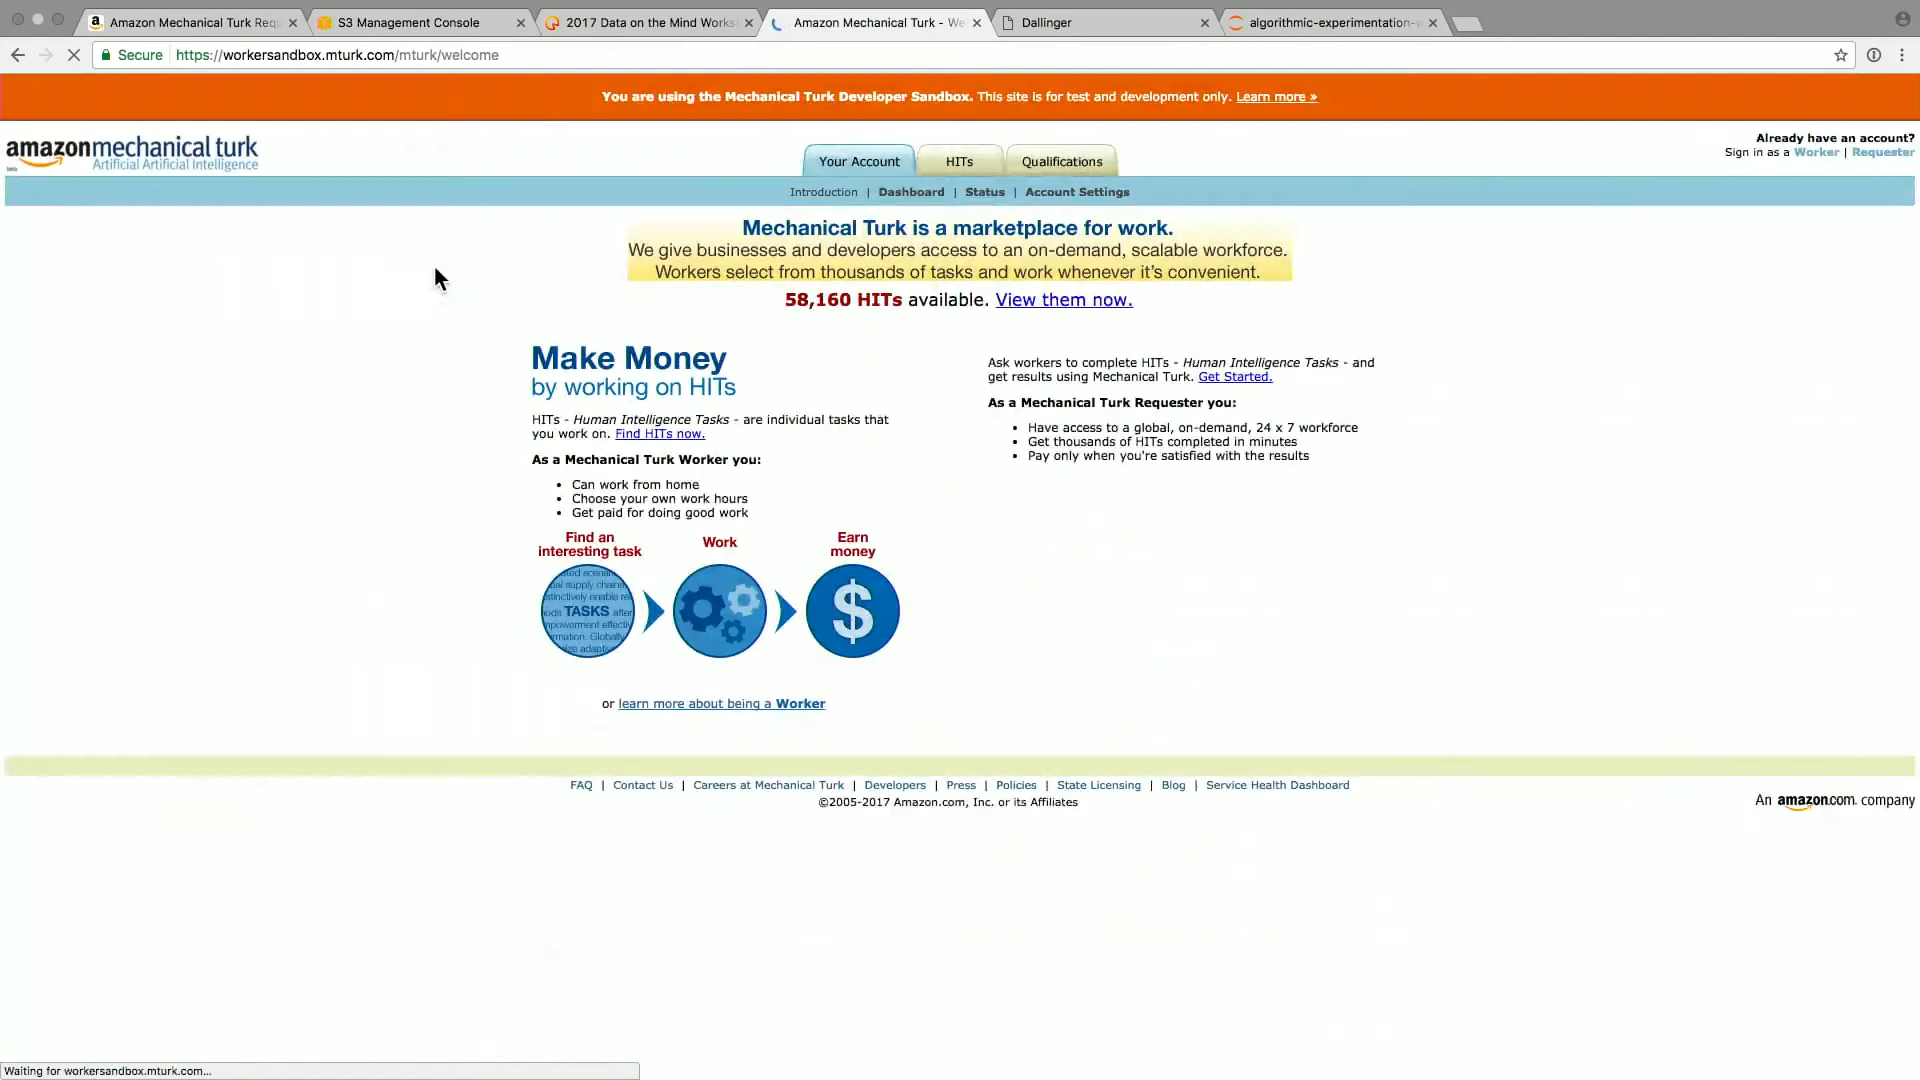 Amazon Mechanical Turk Requ
S3 Management Console
2017 Data on the Mind Works
Amazon Mechanical Turk - We
Dallinger
algorithmic-experimentation-
Secure
https://workersandbox.mturk.com/mturk/welcome
You are using the Mechanical Turk Developer Sandbox. This site is for test and development only. Learn more »
amazonmechanical turk
Artificial Artificial Intelligence
beta
Already have an account?
Sign in as a Worker | Requester
Your Account
HITs
Qualifications
Introduction | Dashboard | Status | Account Settings
Mechanical Turk is a marketplace for work.
We give businesses and developers access to an on-demand, scalable workforce.
Workers select from thousands of tasks and work whenever it's convenient.
58,160 HITs available. View them now.
Make Money
by working on HITs
HITs - Human Intelligence Tasks - are individual tasks that
you work on. Find HITs now.
As a Mechanical Turk Worker you:
• Can work from home
• Choose your own work hours
• Get paid for doing good work
Find an
interesting task
Work
Earn
money
TASKS
$
or learn more about being a Worker
Ask workers to complete HITs - Human Intelligence Tasks - and
get results using Mechanical Turk. Get Started.
As a Mechanical Turk Requester you:
• Have access to a global, on-demand, 24 x 7 workforce
• Get thousands of HITs completed in minutes
• Pay only when you're satisfied with the results
FAQ | Contact Us | Careers at Mechanical Turk | Developers | Press | Policies | State Licensing | Blog | Service Health Dashboard
©2005-2017 Amazon.com, Inc. or its Affiliates
An amazon.com. company
Waiting for workersandbox.mturk.com...